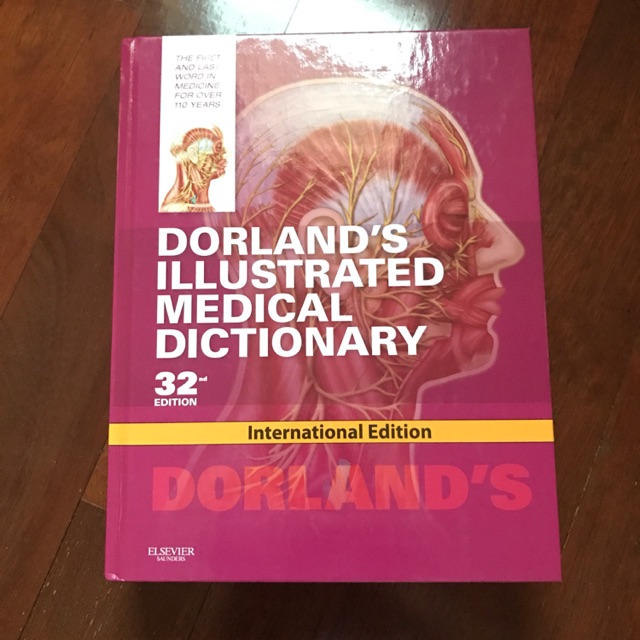 THE FIRST
AND LAST
WORD IN
MEDICINE
FOR OVER
110 YEARS
DORLAND'S
ILLUSTRATED
MEDICAL
DICTIONARY
32nd
EDITION
International Edition
DORLAND'S
ELSEVIER
SAUNDERS